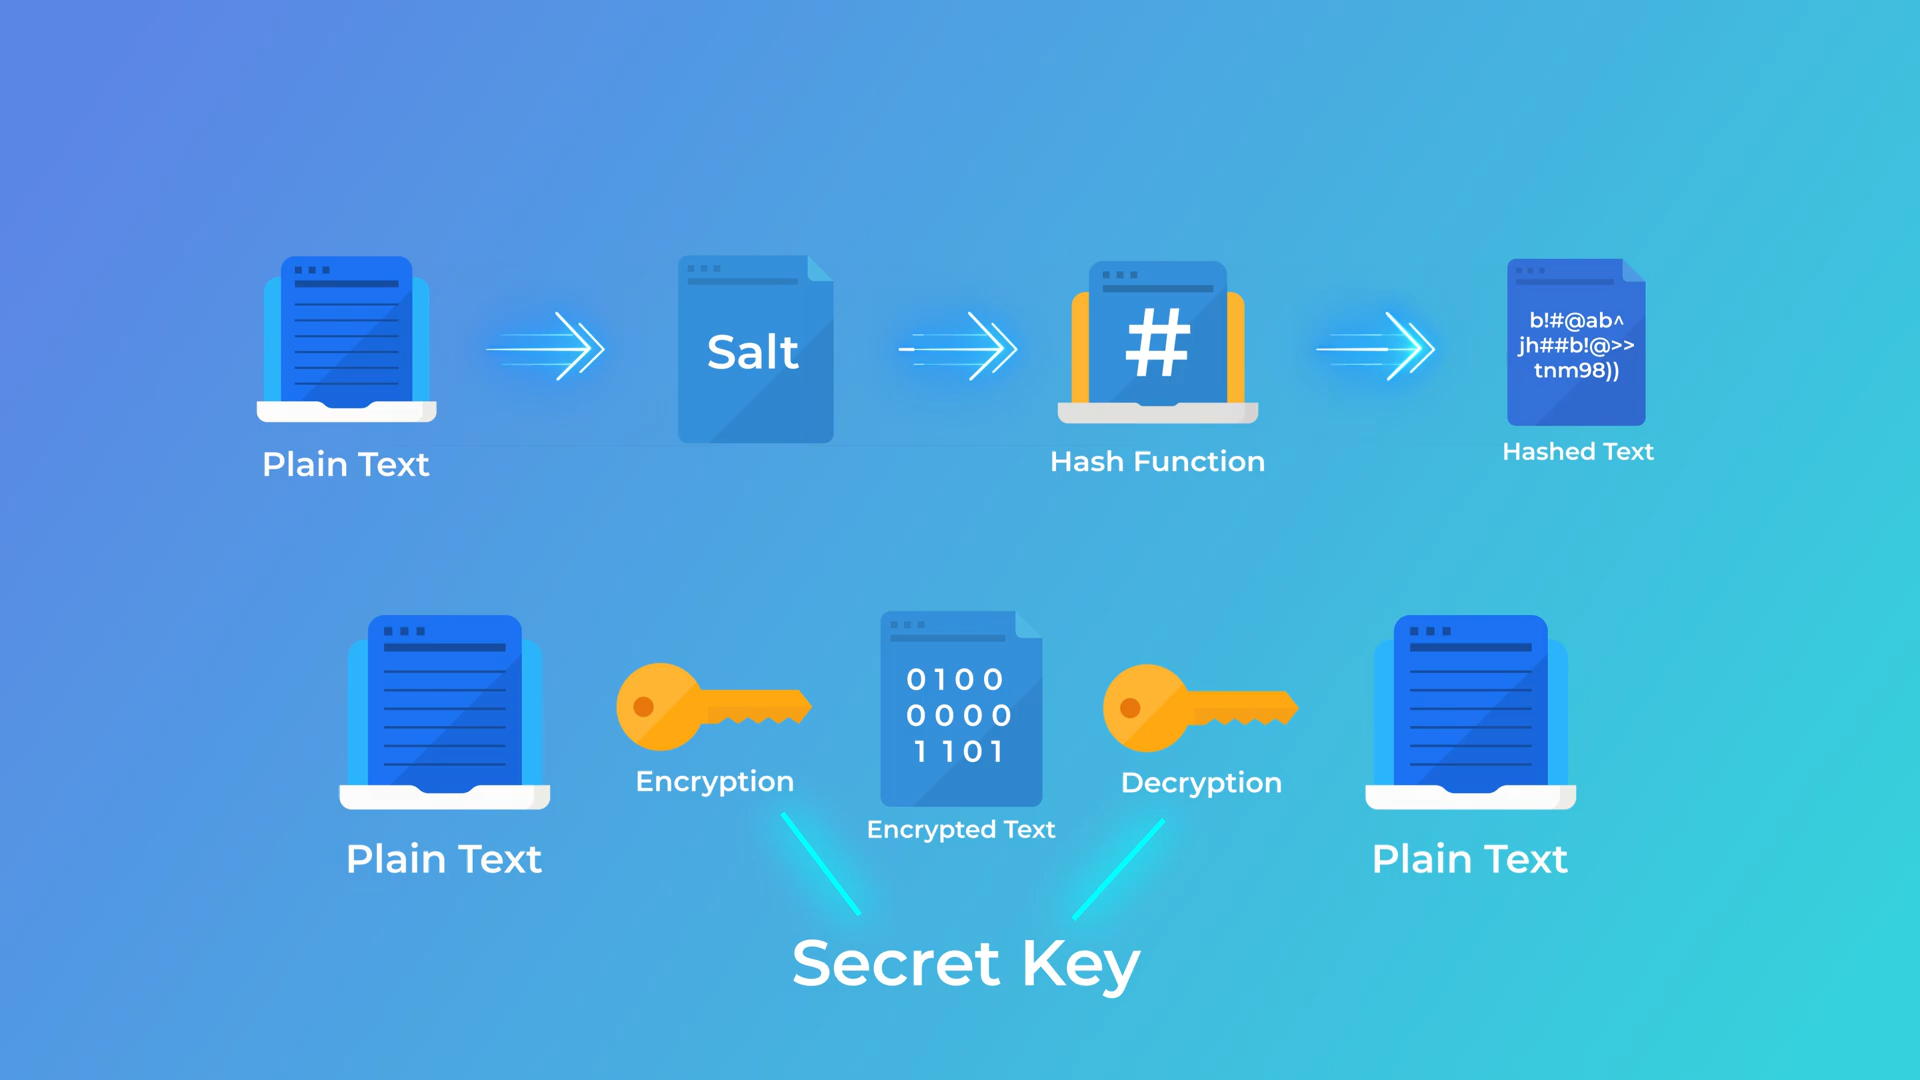 Salt
#
b!#@ab^
jh##b!@>>
tnm98))
Plain Text
Hash Function
Hashed Text
0100
0000
1101
Encryption
Decryption
Encrypted Text
Plain Text
Plain Text
Secret Key